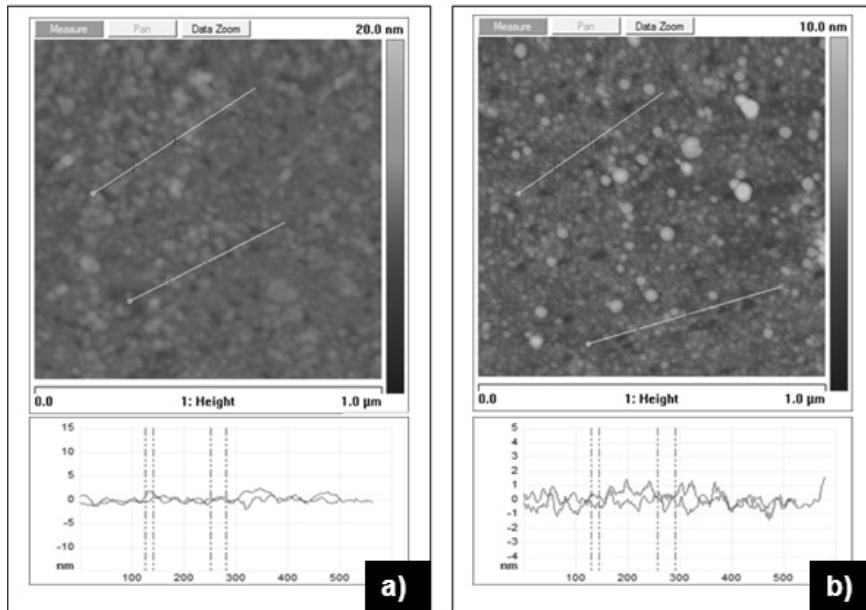 Measure Pan Data Zoom 20.0 nm
0.0 1: Height 1.0 µm
15
10
5
0
-5
-10
nm
100 200 300 400 500
a)
Measure Pan Data Zoom 10.0 nm
0.0 1: Height 1.0 µm
5
4
3
2
1
0
-1
-2
-3
-4
nm
100 200 300 400 500
b)